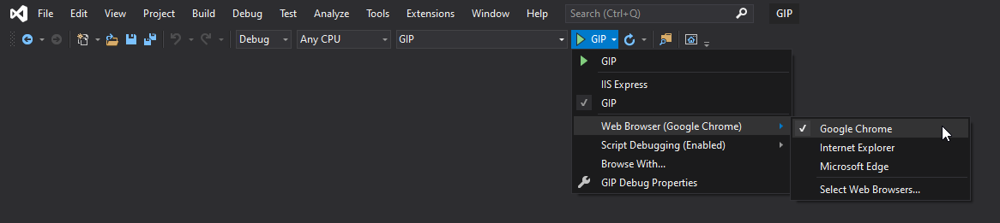 File Edit View Project Build Debug Test Analyze Tools Extensions Window Help Search (Ctrl+Q) GIP
Debug Any CPU GIP GIP
GIP
IIS Express
GIP
Web Browser (Google Chrome)
Google Chrome
Script Debugging (Enabled)
Internet Explorer
Browse With...
Microsoft Edge
GIP Debug Properties
Select Web Browsers...